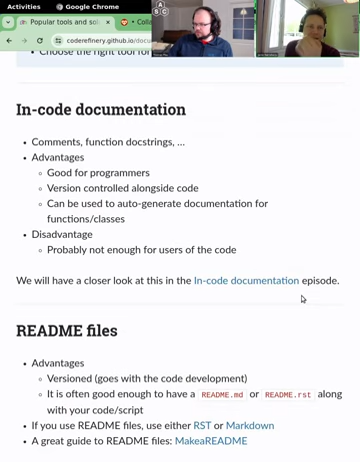 Activities
Google Chrome
Popular tools and sol
Colla
coderefinery.github.io/docu
Choose the right tool for
In-code documentation
Comments, function docstrings, ...
Advantages
Good for programmers
Version controlled alongside code
Can be used to auto-generate documentation for
functions/classes
Disadvantage
Probably not enough for users of the code
We will have a closer look at this in the In-code documentation episode.
README files
Advantages
Versioned (goes with the code development)
It is often good enough to have a README.md or README.rst along
with your code/script
If you use README files, use either RST or Markdown
A great guide to README files: MakeaREADME